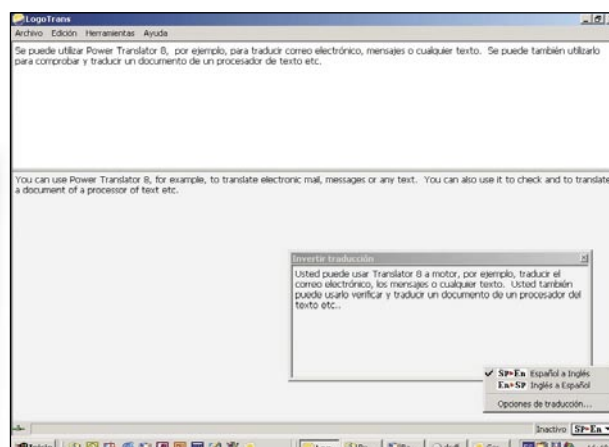 LogoTrans
Archivo Edición Herramientas Ayuda
Se puede utilizar Power Translator 8, por ejemplo, para traducir correo electrónico, mensajes o cualquier texto. Se puede también utilizarlo
para comprobar y traducir un documento de un procesador de texto etc.
You can use Power Translator 8, for example, to translate electronic mail, messages or any text. You can also use it to check and to translate
a document of a processor of text etc.
Invertir traducción
Usted puede usar Translator 8 a motor, por ejemplo, traducir el
correo electrónico, los mensajes o cualquier texto. Usted también
puede usarlo verificar y traducir un documento de un procesador del
texto etc..
SP▸En Español a Inglés
En▸SP Inglés a Español
Opciones de traducción...
Inactivo SP▸En
Inicio